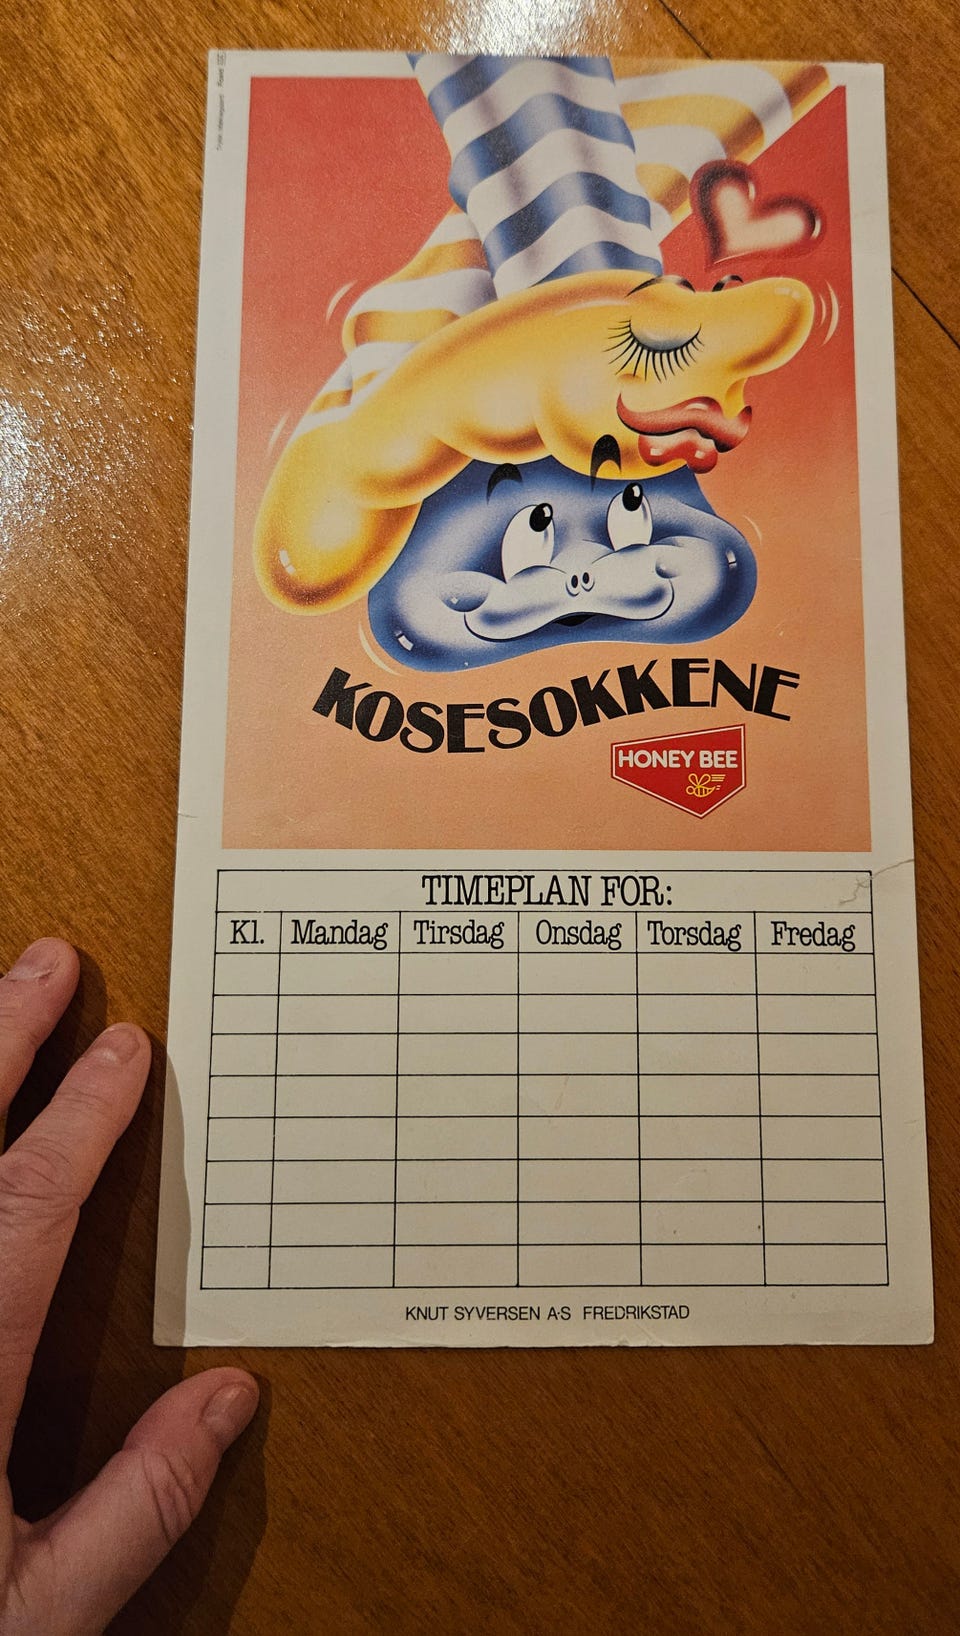 KOSESOKKENE
HONEY BEE
TIMEPLAN FOR:
Kl. Mandag Tirsdag Onsdag Torsdag Fredag
KNUT SYVERSEN A·S FREDRIKSTAD